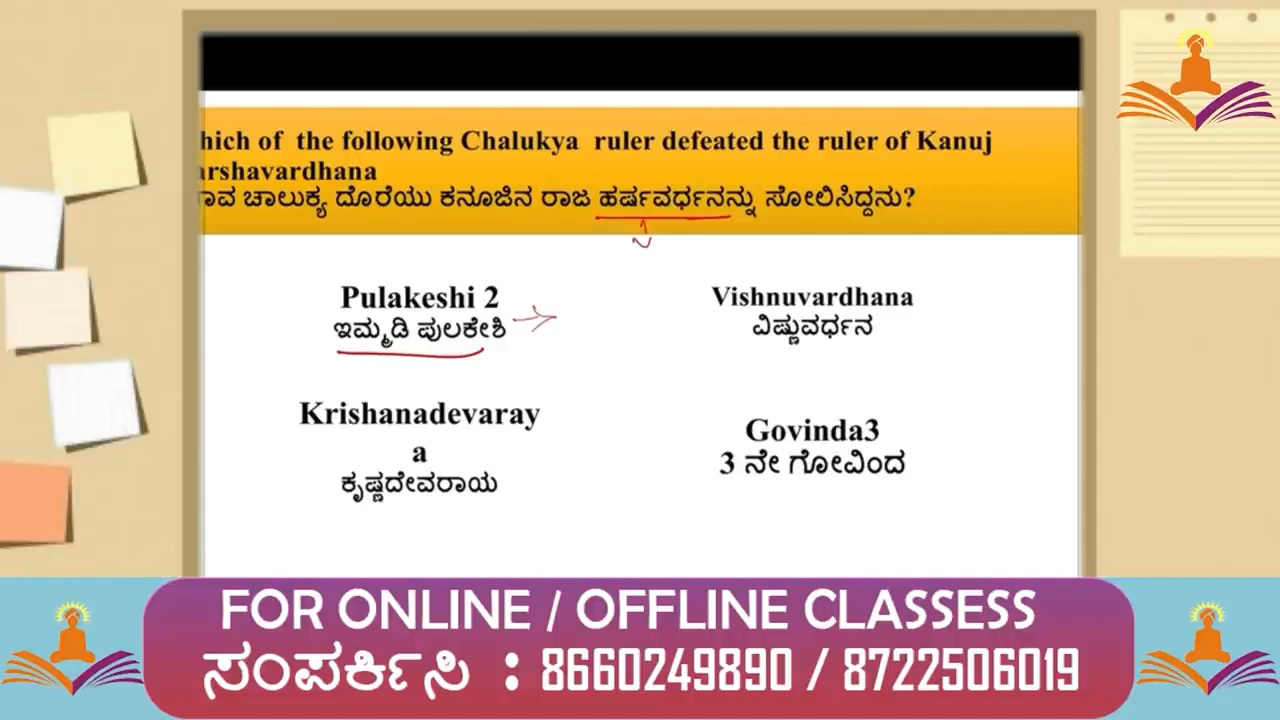 hich of the following Chalukya ruler defeated the ruler of Kanuj
arshavardhana
ಾವ ಚಾಲುಕ್ಯ ದೊರೆಯು ಕನೂಜಿನ ರಾಜ ಹರ್ಷವರ್ಧನನ್ನು ಸೋಲಿಸಿದ್ದನು?
Pulakeshi 2
ಇಮ್ಮಡಿ ಪುಲಕೇಶಿ
Vishnuvardhana
ವಿಷ್ಣುವರ್ಧನ
Krishanadevaray
a
ಕೃಷ್ಣದೇವರಾಯ
Govinda3
3 ನೇ ಗೋವಿಂದ
FOR ONLINE / OFFLINE CLASSESS
ಸಂಪರ್ಕಿಸಿ : 8660249890 / 8722506019